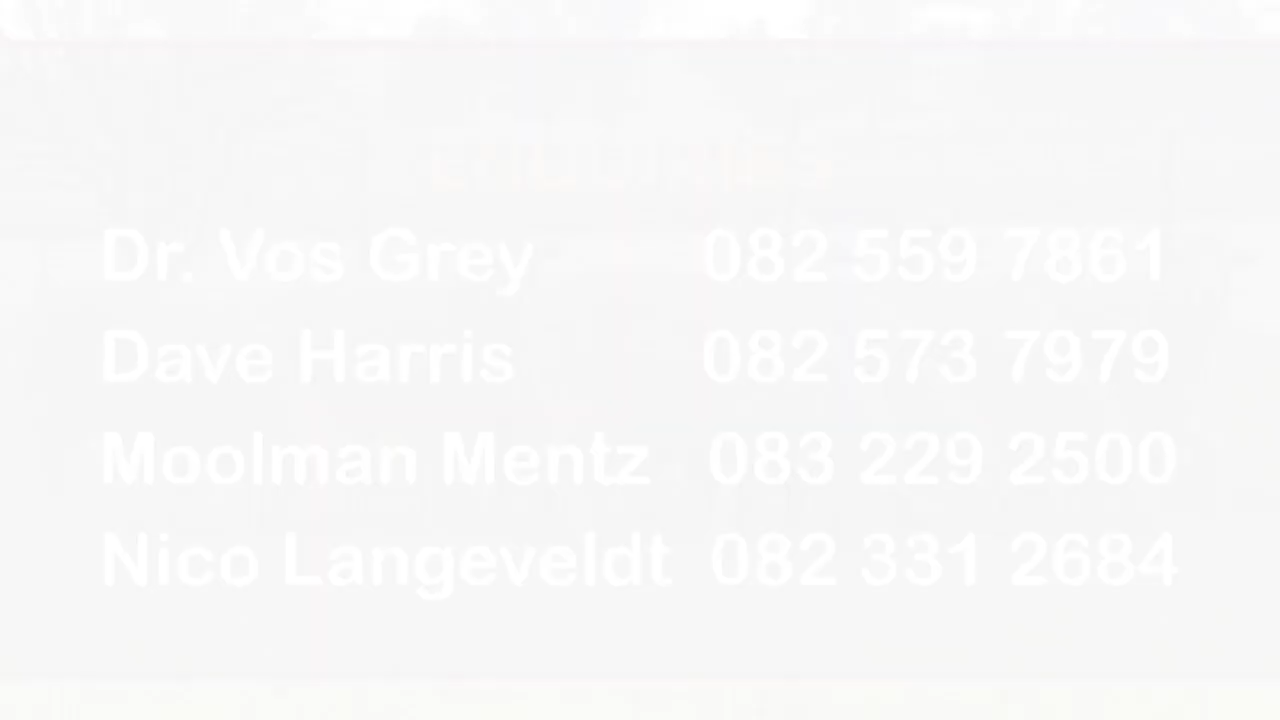 ENQUIRIES
Dr. Vos Grey 082 559 7861
Dave Harris 082 573 7979
Moolman Mentz 083 229 2500
Nico Langeveldt 082 331 2684